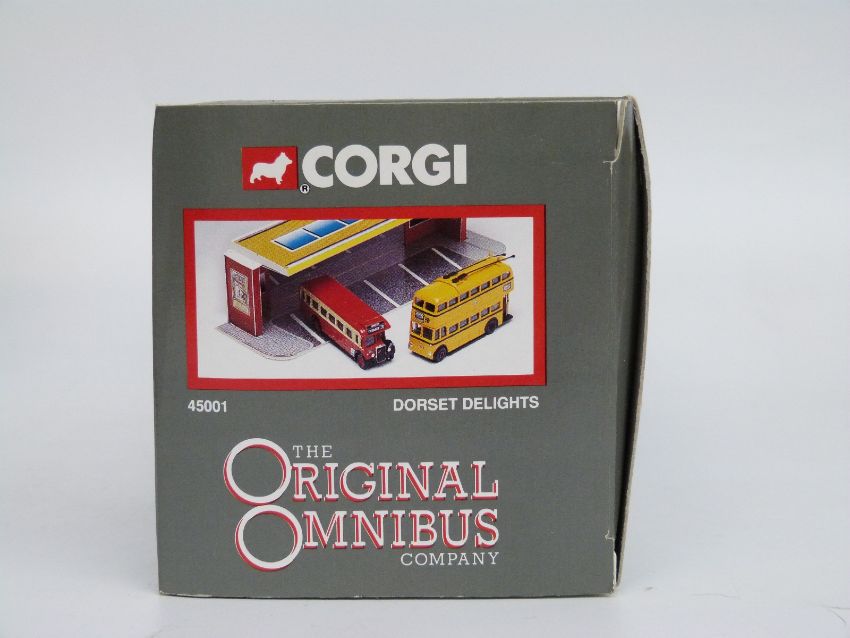 CORGI
®
45001
DORSET DELIGHTS
THE
ORIGINAL
OMNIBUS
COMPANY